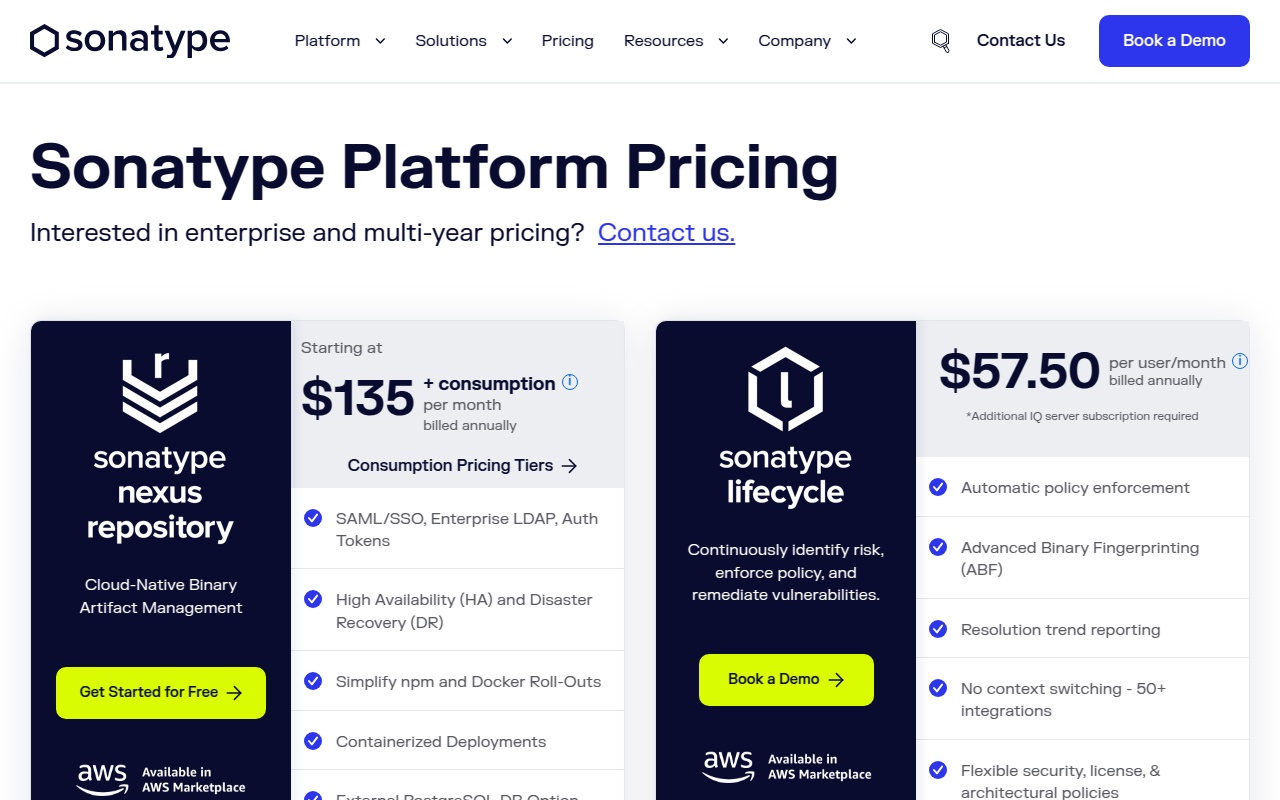 sonatype
Platform
Solutions
Pricing
Resources
Company
Contact Us
Book a Demo
Sonatype Platform Pricing
Interested in enterprise and multi-year pricing? Contact us.
r
sonatype
nexus
repository
Cloud-Native Binary
Artifact Management
Get Started for Free
aws
Available in
AWS Marketplace
Starting at
$135
+ consumption
per month
billed annually
Consumption Pricing Tiers
SAML/SSO, Enterprise LDAP, Auth
Tokens
High Availability (HA) and Disaster
Recovery (DR)
Simplify npm and Docker Roll-Outs
Containerized Deployments
External PostgreSQL DB Option
l
sonatype
lifecycle
Continuously identify risk,
enforce policy, and
remediate vulnerabilities.
Book a Demo
aws
Available in
AWS Marketplace
$57.50
per user/month
billed annually
*Additional IQ server subscription required
Automatic policy enforcement
Advanced Binary Fingerprinting
(ABF)
Resolution trend reporting
No context switching - 50+
integrations
Flexible security, license, &
architectural policies